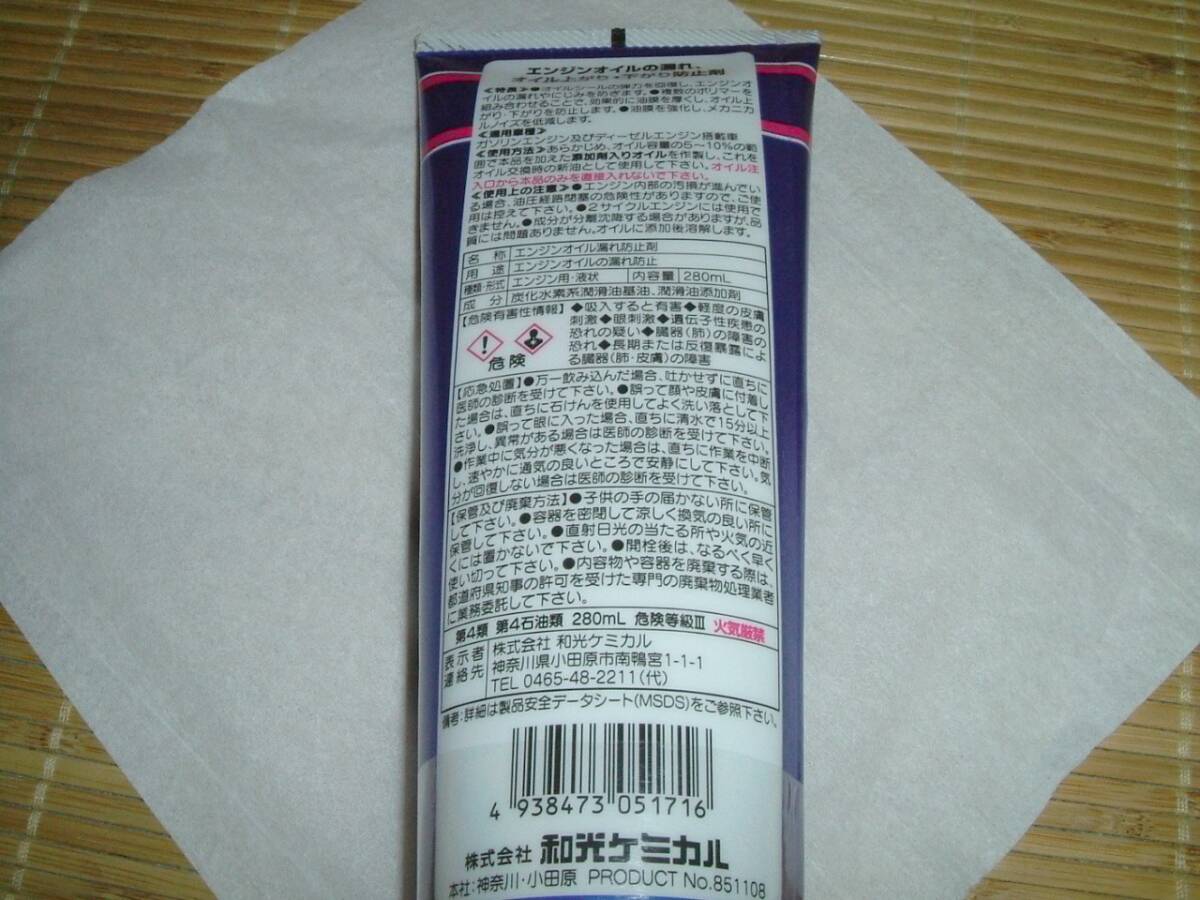 エンジンオイルの漏れ、
オイル上がり・下がり防止剤
≪特長≫●オイルシールの弾力を回復し、エンジンオ
イルの漏れやにじみを防ぎます。●複数のポリマーを
組み合わせることで、効果的に油膜を厚くし、オイル上
がり・下がりを防止します。●油膜を強化し、メカニカ
ルノイズを低減します。
≪適用車種≫
ガソリンエンジン及びディーゼルエンジン搭載車
≪使用方法≫あらかじめ、オイル容量の5～10%の範
囲で本品を加えた添加剤入りオイルを作製し、これを
オイル交換時の新油として使用して下さい。オイル注
入口から本品のみを直接入れないで下さい。
≪使用上の注意≫●エンジン内部の汚損が進んでい
る場合、油圧経路閉塞の危険性がありますので、ご使
用は控えて下さい。●2サイクルエンジンには使用で
きません。●成分が分離沈降する場合がありますが、品
質には問題ありません。オイルに添加後溶解します。
名 称 エンジンオイル漏れ防止剤
用 途 エンジンオイルの漏れ防止
種類・形式 エンジン用・液状 内容量 280mL
成 分 炭化水素系潤滑油基油、潤滑油添加剤
【危険有害性情報】◆吸入すると有害◆軽度の皮膚
刺激◆眼刺激◆遺伝子性疾患の
恐れの疑い◆臓器(肺)の障害の
恐れ◆長期または反復暴露によ
る臓器(肺・皮膚)の障害
危険
【応急処置】●万一飲み込んだ場合、吐かせずに直ちに
医師の診断を受けて下さい。●誤って顔や皮膚に付着し
た場合は、直ちに石けんを使用してよく洗い落として下
さい。●誤って眼に入った場合、直ちに清水で15分以上
洗浄し、異常がある場合は医師の診断を受けて下さい。
●作業中に気分が悪くなった場合は、直ちに作業を中断
し、速やかに通気の良いところで安静にして下さい。気
分が回復しない場合は医師の診断を受けて下さい。
【保管及び廃棄方法】●子供の手の届かない所に保管
して下さい。●容器を密閉して涼しく換気の良い所に
保管して下さい。●直射日光の当たる所や火気の近
くには置かないで下さい。●開栓後は、なるべく早く
使い切って下さい。●内容物や容器を廃棄する際は、
都道府県知事の許可を受けた専門の廃棄物処理業者
に業務委託して下さい。
第4類 第4石油類 280mL 危険等級Ⅲ 火気厳禁
表示者
連絡先
株式会社 和光ケミカル
神奈川県小田原市南鴨宮1-1-1
TEL 0465-48-2211(代)
備考:詳細は製品安全データシート(MSDS)をご参照下さい。
4 938473 051716
株式会社 和光ケミカル
本社:神奈川・小田原 PRODUCT No.851108